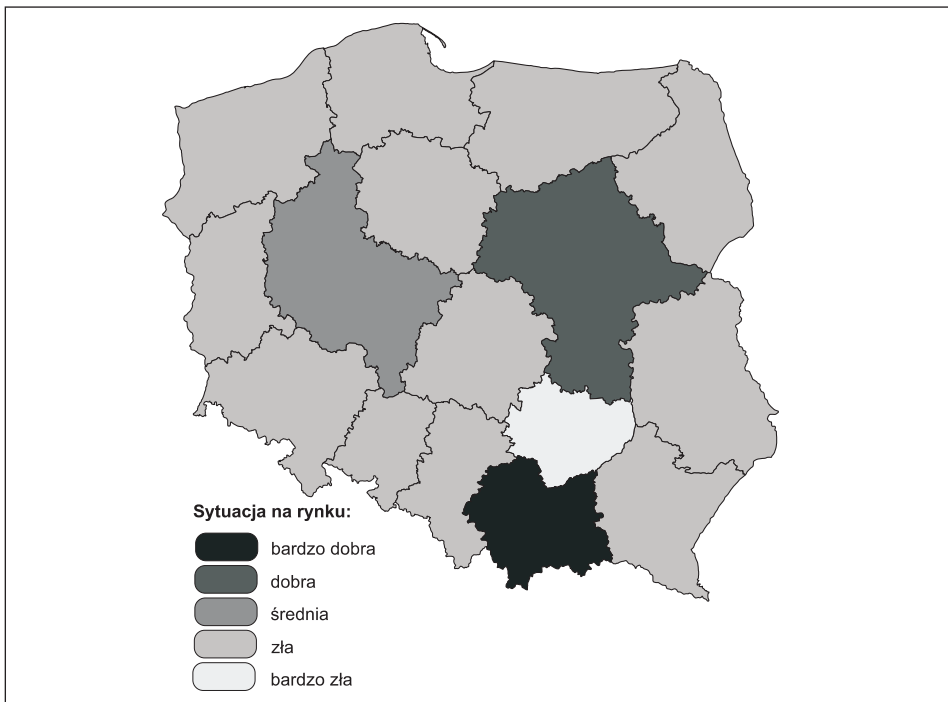 Sytuacja na rynku:
bardzo dobra
dobra
średnia
zła
bardzo zła